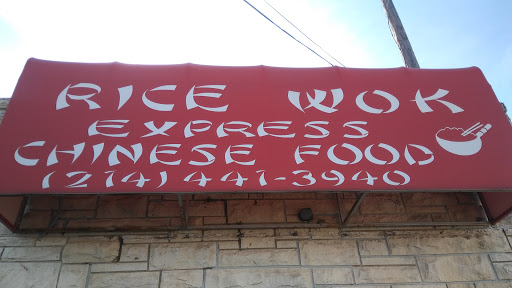 RICE WOK
EXPRESS
CHINESE FOOD
(214) 441-3940